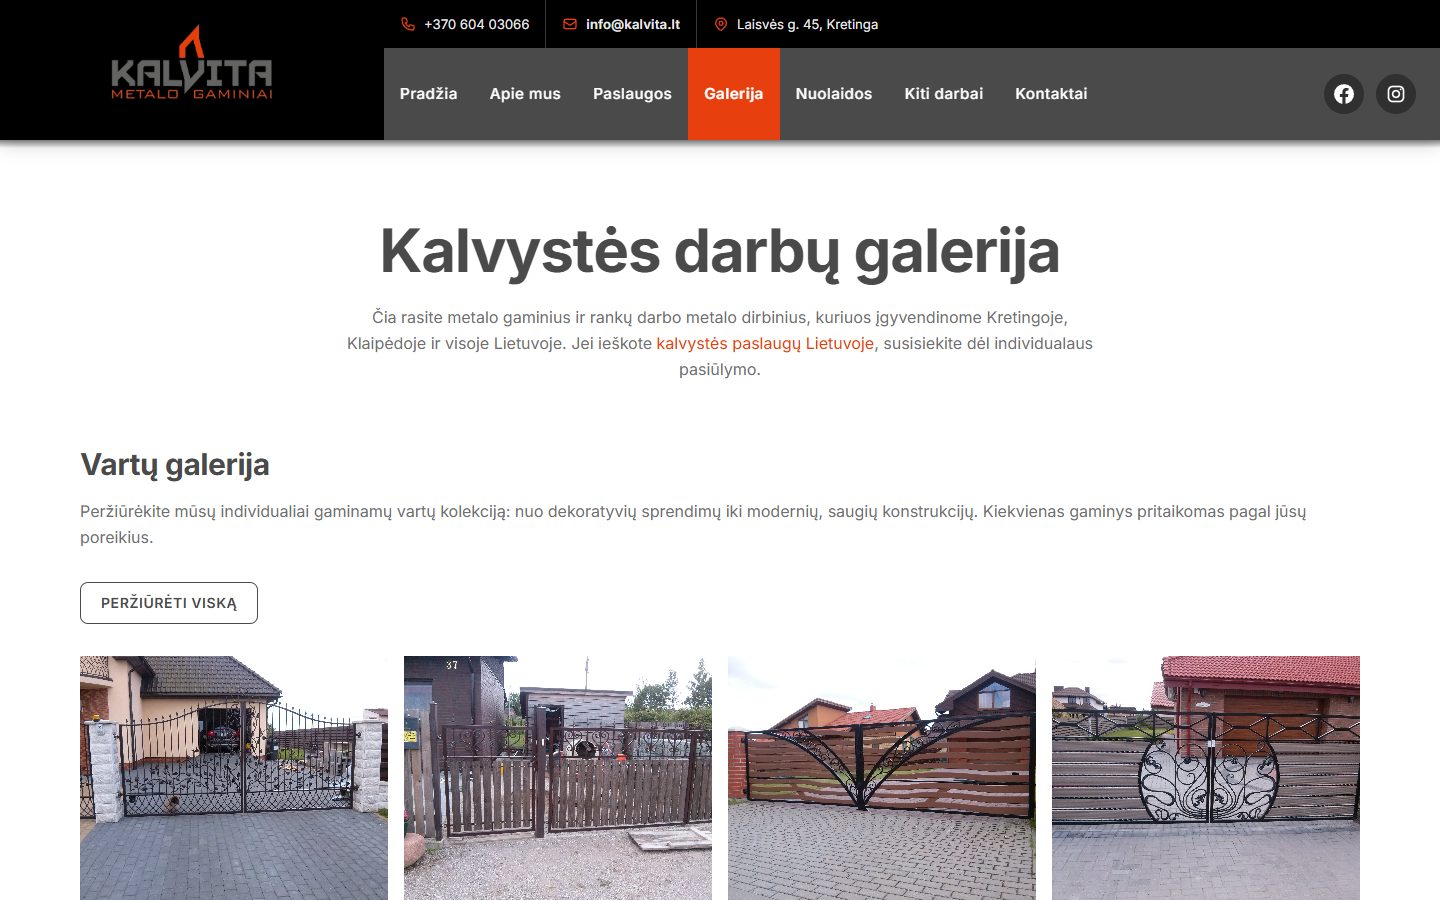 KALVITA
METALO GAMINIAI
+370 604 03066
info@kalvita.lt
Laisvės g. 45, Kretinga
Pradžia
Apie mus
Paslaugos
Galerija
Nuolaidos
Kiti darbai
Kontaktai
Kalvystės darbų galerija
Čia rasite metalo gaminius ir rankų darbo metalo dirbinius, kuriuos įgyvendinome Kretingoje,
Klaipėdoje ir visoje Lietuvoje. Jei ieškote kalvystės paslaugų Lietuvoje, susisiekite dėl individualaus
pasiūlymo.
Vartų galerija
Peržiūrėkite mūsų individualiai gaminamų vartų kolekciją: nuo dekoratyvių sprendimų iki modernių, saugių konstrukcijų. Kiekvienas gaminys pritaikomas pagal jūsų
poreikius.
PERŽIŪRĖTI VISKĄ
37